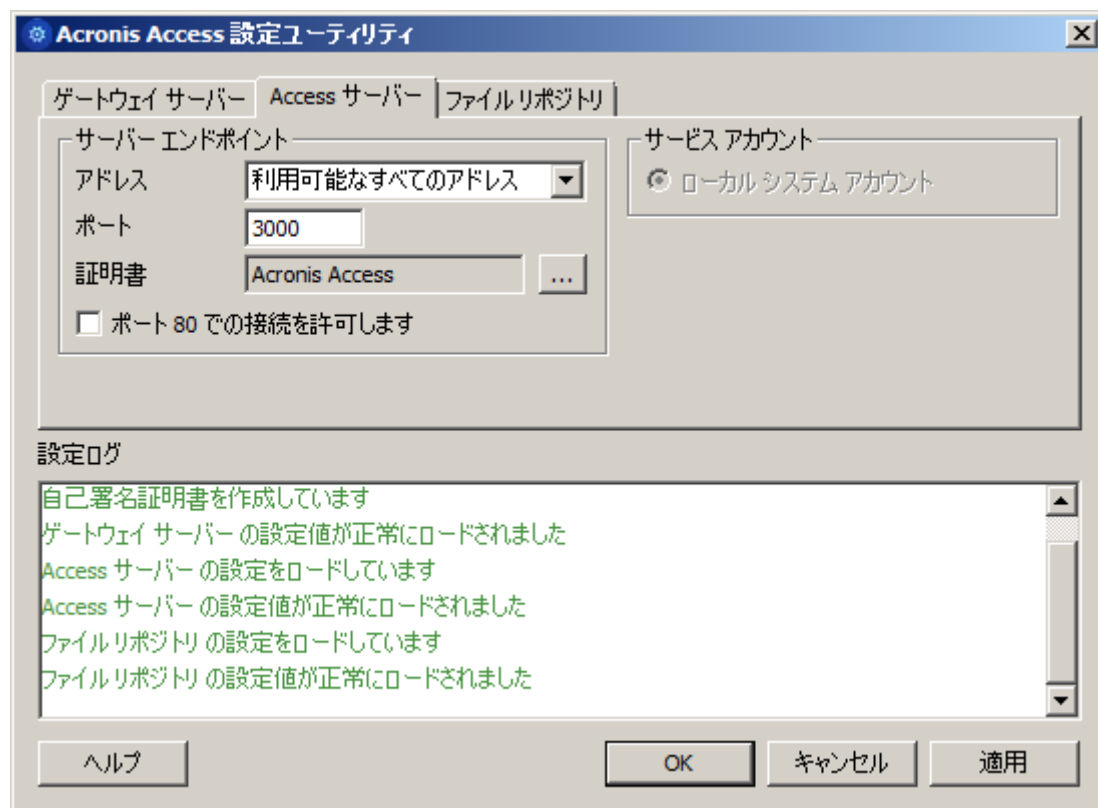 Acronis Access 設定ユーティリティ
ゲートウェイ サーバー Access サーバー ファイル リポジトリ
サーバー エンドポイント
アドレス 利用可能なすべてのアドレス
ポート 3000
証明書 Acronis Access ...
ポート 80 での接続を許可します
サービス アカウント
ローカル システム アカウント
設定ログ
自己署名証明書を作成しています
ゲートウェイ サーバー の設定値が正常にロードされました
Access サーバー の設定をロードしています
Access サーバー の設定値が正常にロードされました
ファイル リポジトリ の設定をロードしています
ファイル リポジトリ の設定値が正常にロードされました
ヘルプ OK キャンセル 適用